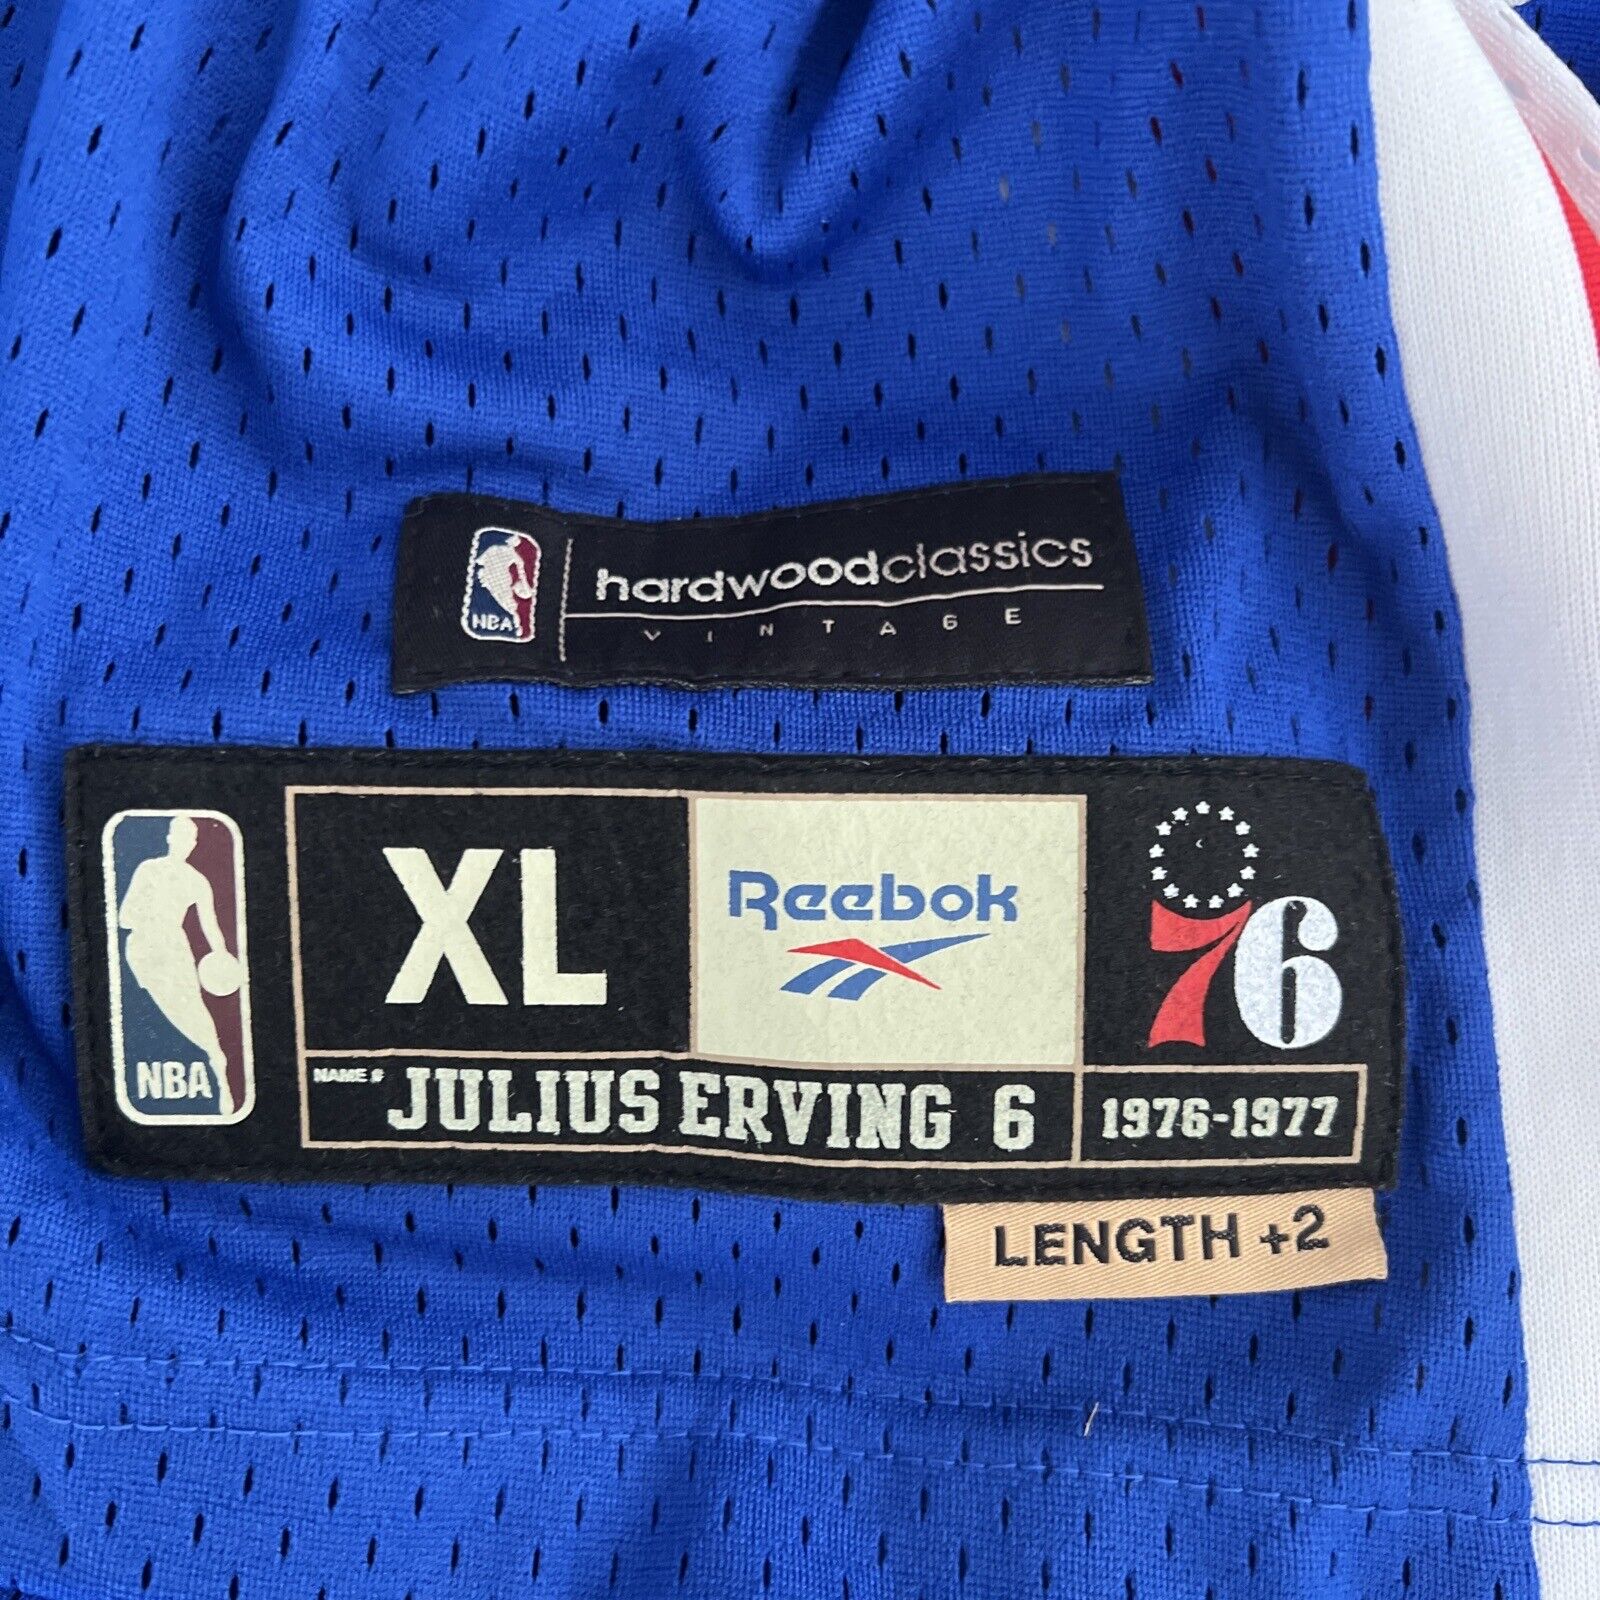 NBA
hardwoodclassics
VINTAGE
NBA
XL
Reebok
76
NAME # JULIUS ERVING 6
1976-1977
LENGTH +2